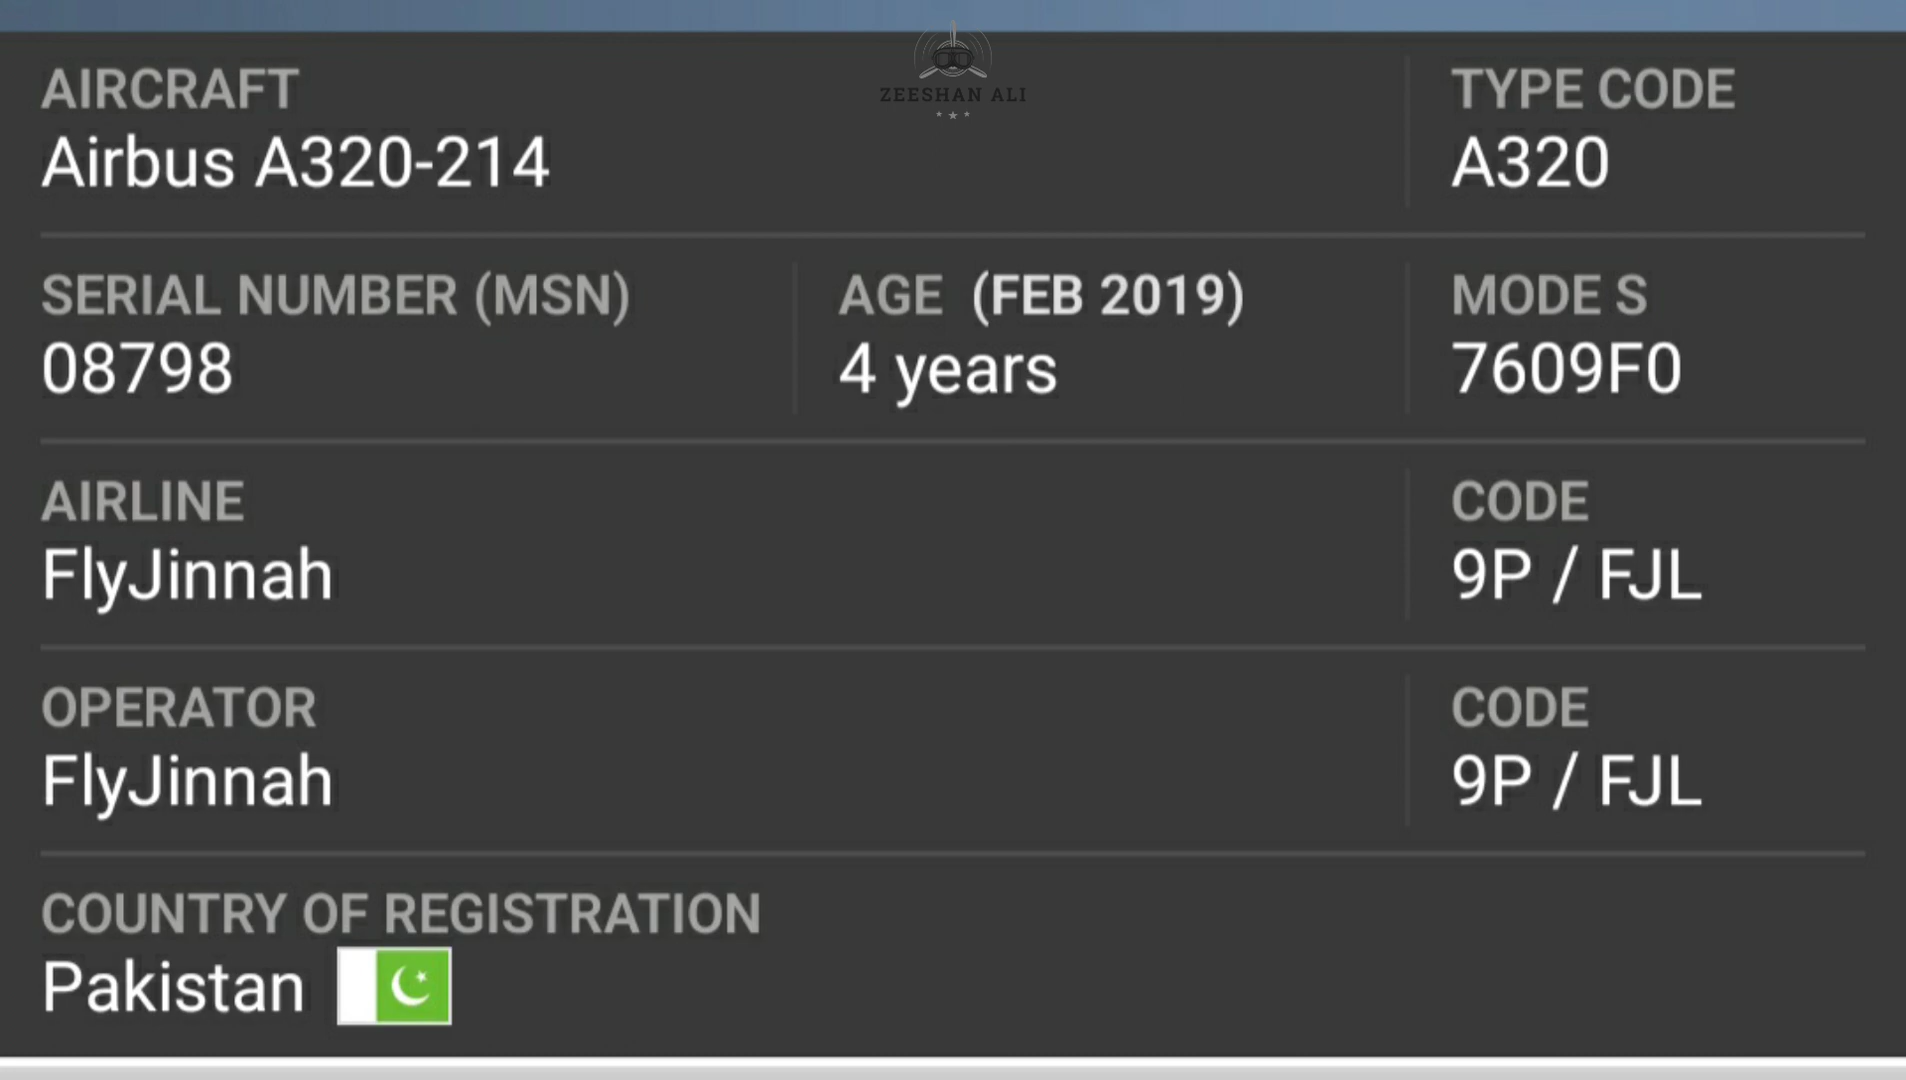 ZEESHAN ALI
AIRCRAFT
Airbus A320-214
TYPE CODE
A320
SERIAL NUMBER (MSN)
08798
AGE (FEB 2019)
4 years
MODE S
7609F0
AIRLINE
FlyJinnah
CODE
9P / FJL
OPERATOR
FlyJinnah
CODE
9P / FJL
COUNTRY OF REGISTRATION
Pakistan